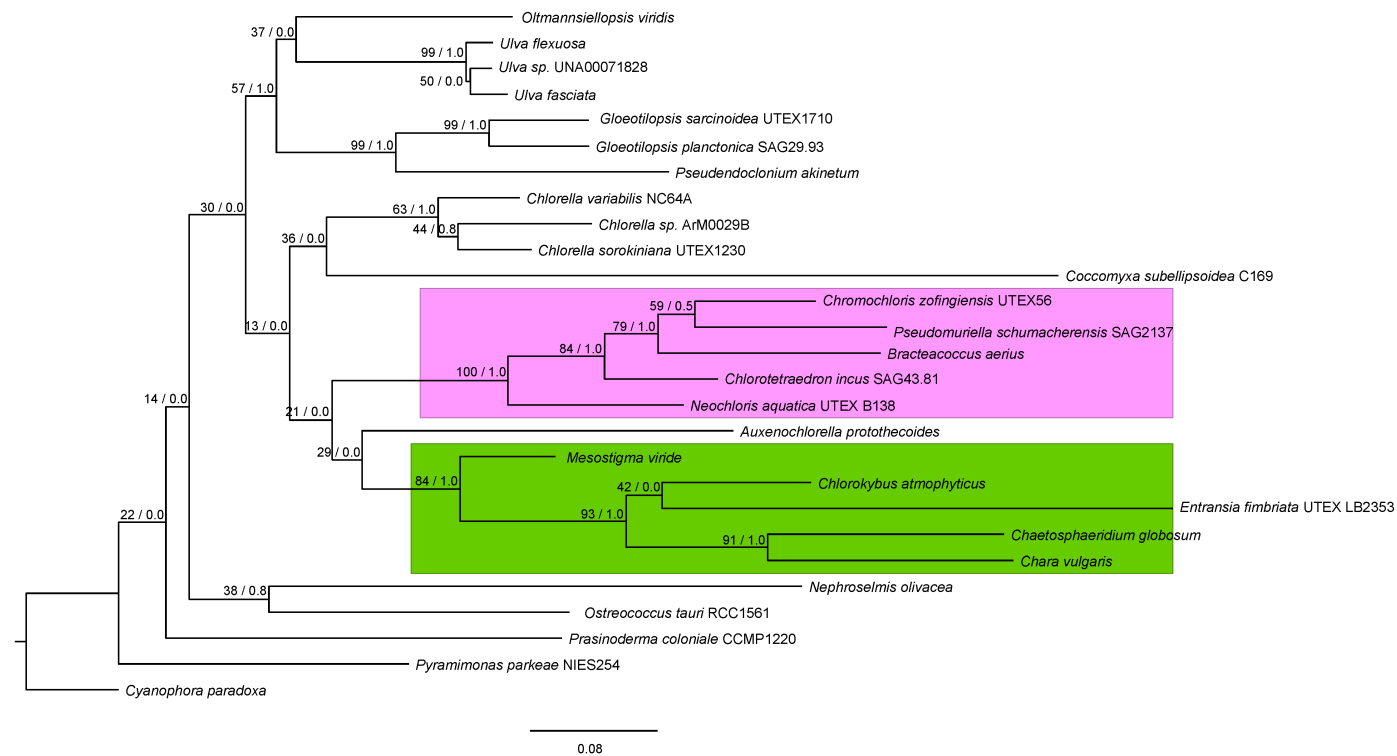 Oltmannsiellopsis viridis
37 / 0.0
Ulva flexuosa
99 / 1.0
Ulva sp. UNA00071828
50 / 0.0
57 / 1.0
Ulva fasciata
Gloeotilopsis sarcinoidea UTEX1710
99 / 1.0
99 / 1.0
Gloeotilopsis planctonica SAG29.93
Pseudendoclonium akinetum
Chlorella variabilis NC64A
30 / 0.0
63 / 1.0
Chlorella sp. ArM0029B
44 / 0.8
36 / 0.0
Chlorella sorokiniana UTEX1230
Coccomyxa subellipsoidea C169
Chromochloris zofingiensis UTEX56
59 / 0.5
13 / 0.0
79 / 1.0
Pseudomuriella schumacherensis SAG2137
84 / 1.0
Bracteacoccus aerius
100 / 1.0
Chlorotetraedron incus SAG43.81
14 / 0.0
Neochloris aquatica UTEX B138
21 / 0.0
Auxenochlorella protothecoides
29 / 0.0
Mesostigma viride
84 / 1.0
Chlorokybus atmophyticus
42 / 0.0
Entransia fimbriata UTEX LB2353
22 / 0.0
93 / 1.0
Chaetosphaeridium globosum
91 / 1.0
Chara vulgaris
Nephroselmis olivacea
38 / 0.8
Ostreococcus tauri RCC1561
Prasinoderma coloniale CCMP1220
Pyramimonas parkeae NIES254
Cyanophora paradoxa
0.08